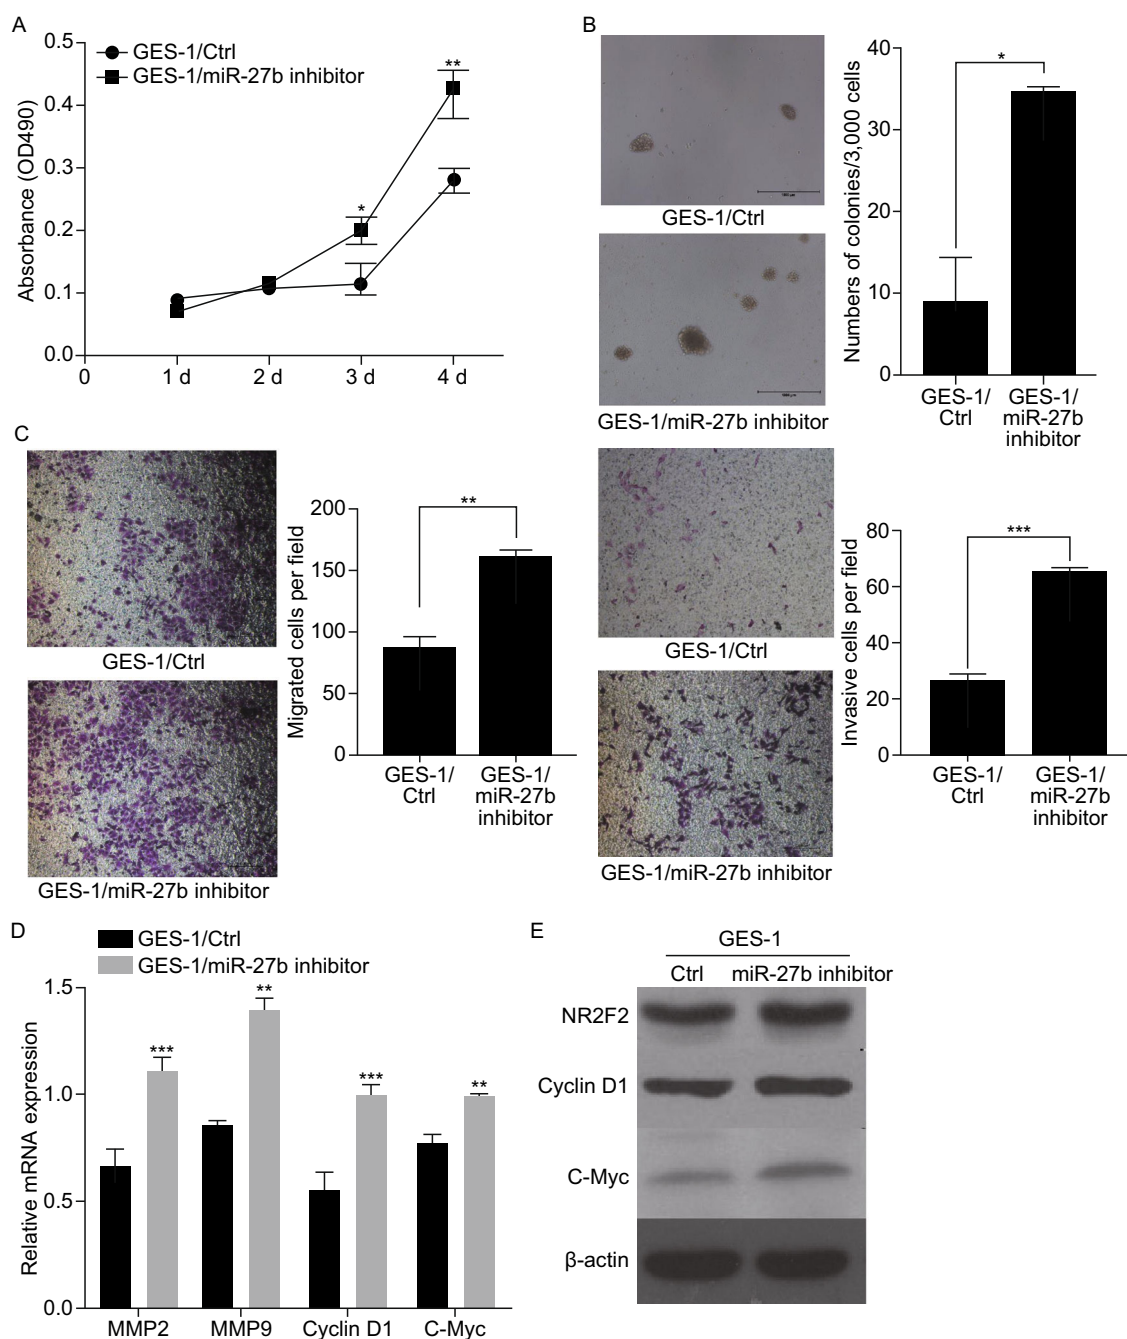 A
0.5
GES-1/Ctrl
GES-1/miR-27b inhibitor
**
0.4
0.3
*
0.2
0.1
0.0
Absorbance (OD490)
0
1 d
2 d
3 d
4 d
B
GES-1/Ctrl
GES-1/miR-27b inhibitor
Numbers of colonies/3,000 cells
*
40
30
20
10
0
GES-1/
Ctrl
GES-1/
miR-27b
inhibitor
C
GES-1/Ctrl
GES-1/miR-27b inhibitor
Migrated cells per field
**
200
150
100
50
0
GES-1/
Ctrl
GES-1/
miR-27b
inhibitor
GES-1/Ctrl
GES-1/miR-27b inhibitor
Invasive cells per field
***
80
60
40
20
0
GES-1/
Ctrl
GES-1/
miR-27b
inhibitor
D
GES-1/Ctrl
GES-1/miR-27b inhibitor
Relative mRNA expression
1.5
1.0
0.5
0.0
***
**
***
**
MMP2
MMP9
Cyclin D1
C-Myc
E
GES-1
Ctrl
miR-27b inhibitor
NR2F2
Cyclin D1
C-Myc
β-actin